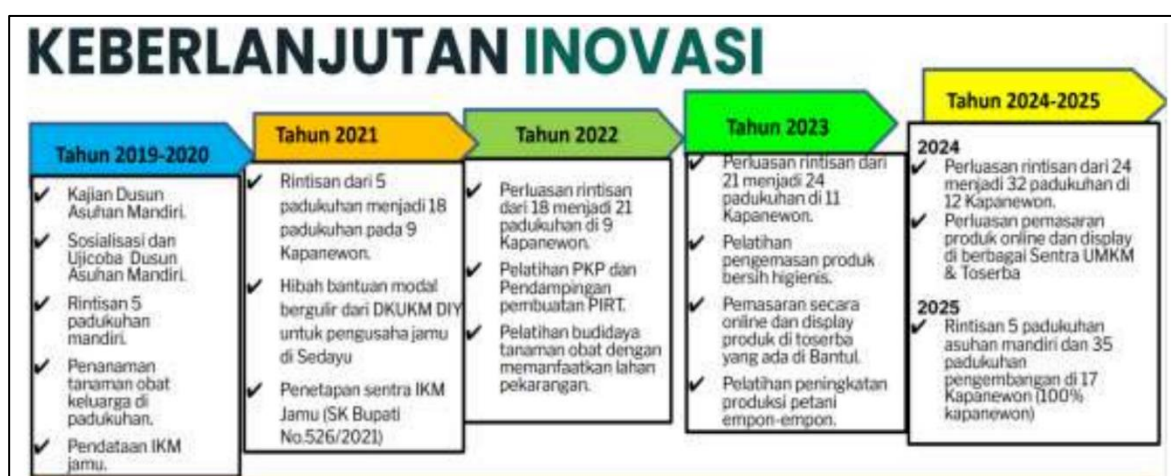 KEBERLANJUTAN INOVASI
Tahun 2019-2020
✔ Kajian Dusun
Asuhan Mandiri.
✔ Sosialisasi dan
Ujicoba Dusun
Asuhan Mandiri.
✔ Rintisan 5
padukuhan
mandiri.
✔ Penanaman
tanaman obat
keluarga di
padukuhan.
✔ Pendataan IKM
jamu.
Tahun 2021
✔ Rintisan dari 5
padukuhan menjadi 18
padukuhan pada 9
Kapanewon.
✔ Hibah bantuan modal
bergulir dari DKUKM DIY
untuk pengusaha jamu
di Sedayu
✔ Penetapan sentra IKM
Jamu (SK Bupati
No.526/2021)
Tahun 2022
✔ Perluasan rintisan
dari 18 menjadi 21
padukuhan di 9
Kapanewon.
✔ Pelatihan PKP dan
Pendampingan
pembuatan PIRT.
✔ Pelatihan budidaya
tanaman obat dengan
memanfaatkan lahan
pekarangan.
Tahun 2023
✔ Perluasan rintisan dari
21 menjadi 24
padukuhan di 11
Kapanewon.
✔ Pelatihan
pengemasan produk
bersih higienis.
✔ Pemasaran secara
online dan display
produk di toserba
yang ada di Bantul.
✔ Pelatihan peningkatan
produksi petani
empon-empon.
Tahun 2024-2025
2024
✔ Perluasan rintisan dari 24
menjadi 32 padukuhan di
12 Kapanewon.
✔ Perluasan pemasaran
produk online dan display
di berbagai Sentra UMKM
& Toserba
2025
✔ Rintisan 5 padukuhan
asuhan mandiri dan 35
padukuhan
pengembangan di 17
Kapanewon (100%
kapanewon)